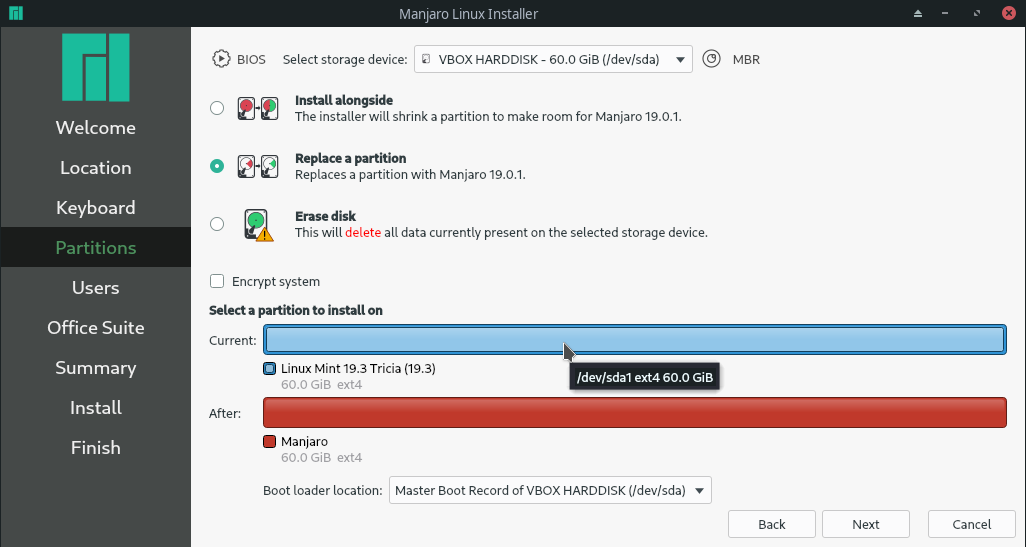 Manjaro Linux Installer
Welcome
Location
Keyboard
Partitions
Users
Office Suite
Summary
Install
Finish
BIOS Select storage device: VBOX HARDDISK - 60.0 GiB (/dev/sda) MBR
Install alongside
The installer will shrink a partition to make room for Manjaro 19.0.1.
Replace a partition
Replaces a partition with Manjaro 19.0.1.
Erase disk
This will delete all data currently present on the selected storage device.
Encrypt system
Select a partition to install on
Current:
/dev/sda1 ext4 60.0 GiB
Linux Mint 19.3 Tricia (19.3)
60.0 GiB ext4
After:
Manjaro
60.0 GiB ext4
Boot loader location: Master Boot Record of VBOX HARDDISK (/dev/sda)
Back Next Cancel